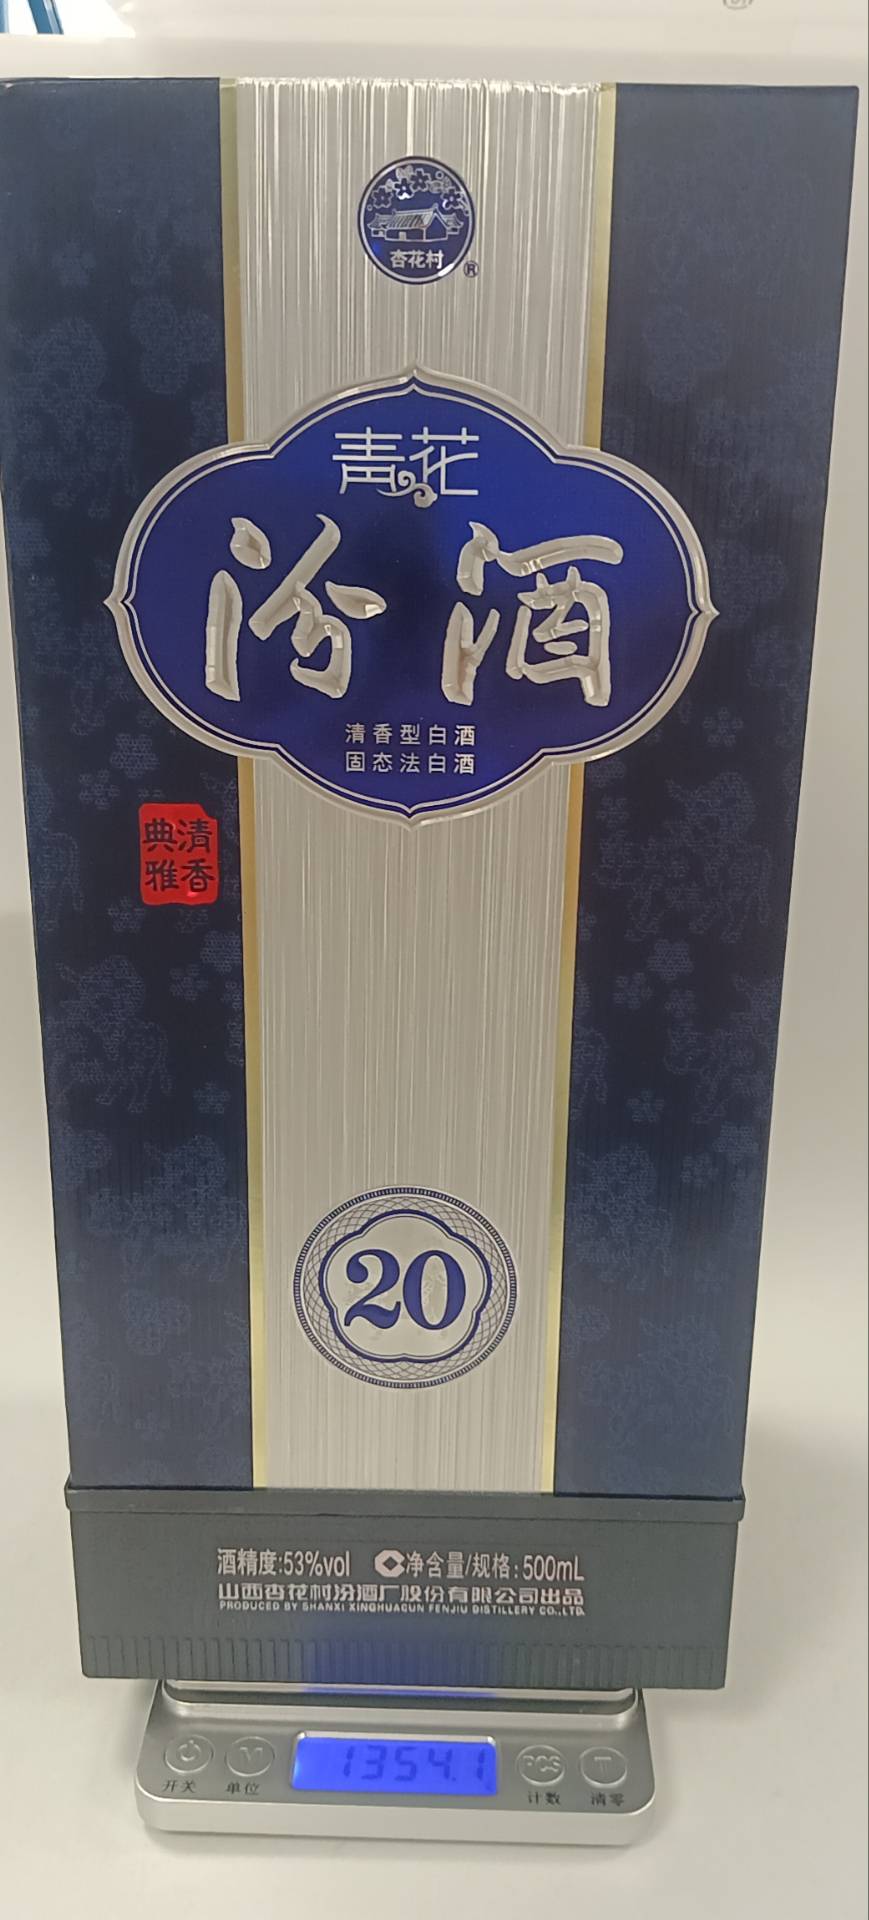 杏花村
®
青花
汾酒
清香型白酒
固态法白酒
清香
典雅
20
酒精度:53%vol 净含量/规格:500mL
山西杏花村汾酒厂股份有限公司出品
PRODUCED BY SHANXI XINGHUACUN FENJIU DISTILLERY CO.,LTD.
1354.1
PCS
T
开关 单位 计数 清零